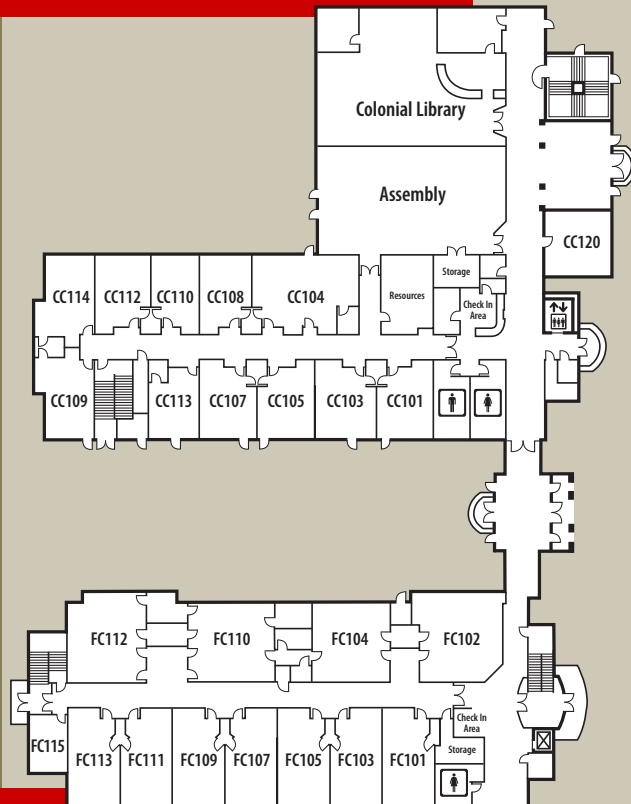 Colonial Library
Assembly
CC120
Storage
Resources
Check In
Area
CC114
CC112
CC110
CC108
CC104
CC109
CC113
CC107
CC105
CC103
CC101
FC112
FC110
FC104
FC102
Check In
Area
Storage
FC115
FC113
FC111
FC109
FC107
FC105
FC103
FC101